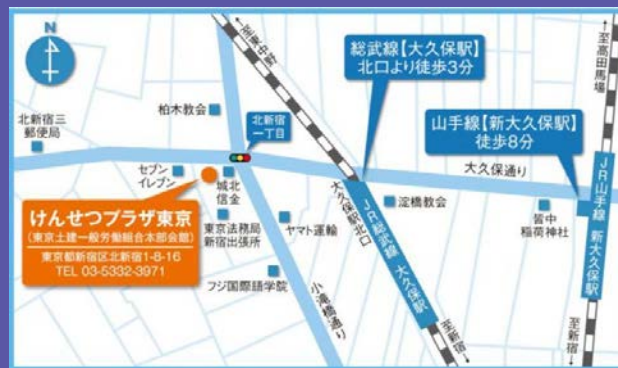 N
←至東中野
総武線【大久保駅】
北口より徒歩3分
←至高田馬場
柏木教会
北新宿
一丁目
北新宿三
郵便局
山手線【新大久保駅】
徒歩8分
セブン
イレブン
城北
信金
大久保通り
けんせつプラザ東京
(東京土建一般労働組合本部会館)
東京都新宿区北新宿1-8-16
TEL 03-5332-3971
東京法務局
新宿出張所
ヤマト運輸
大久保駅北口
JR総武線 大久保駅
淀橋教会
皆中
稲荷神社
JR山手線 新大久保駅
フジ国際語学院
小滝橋通り
至新宿→
至新宿→